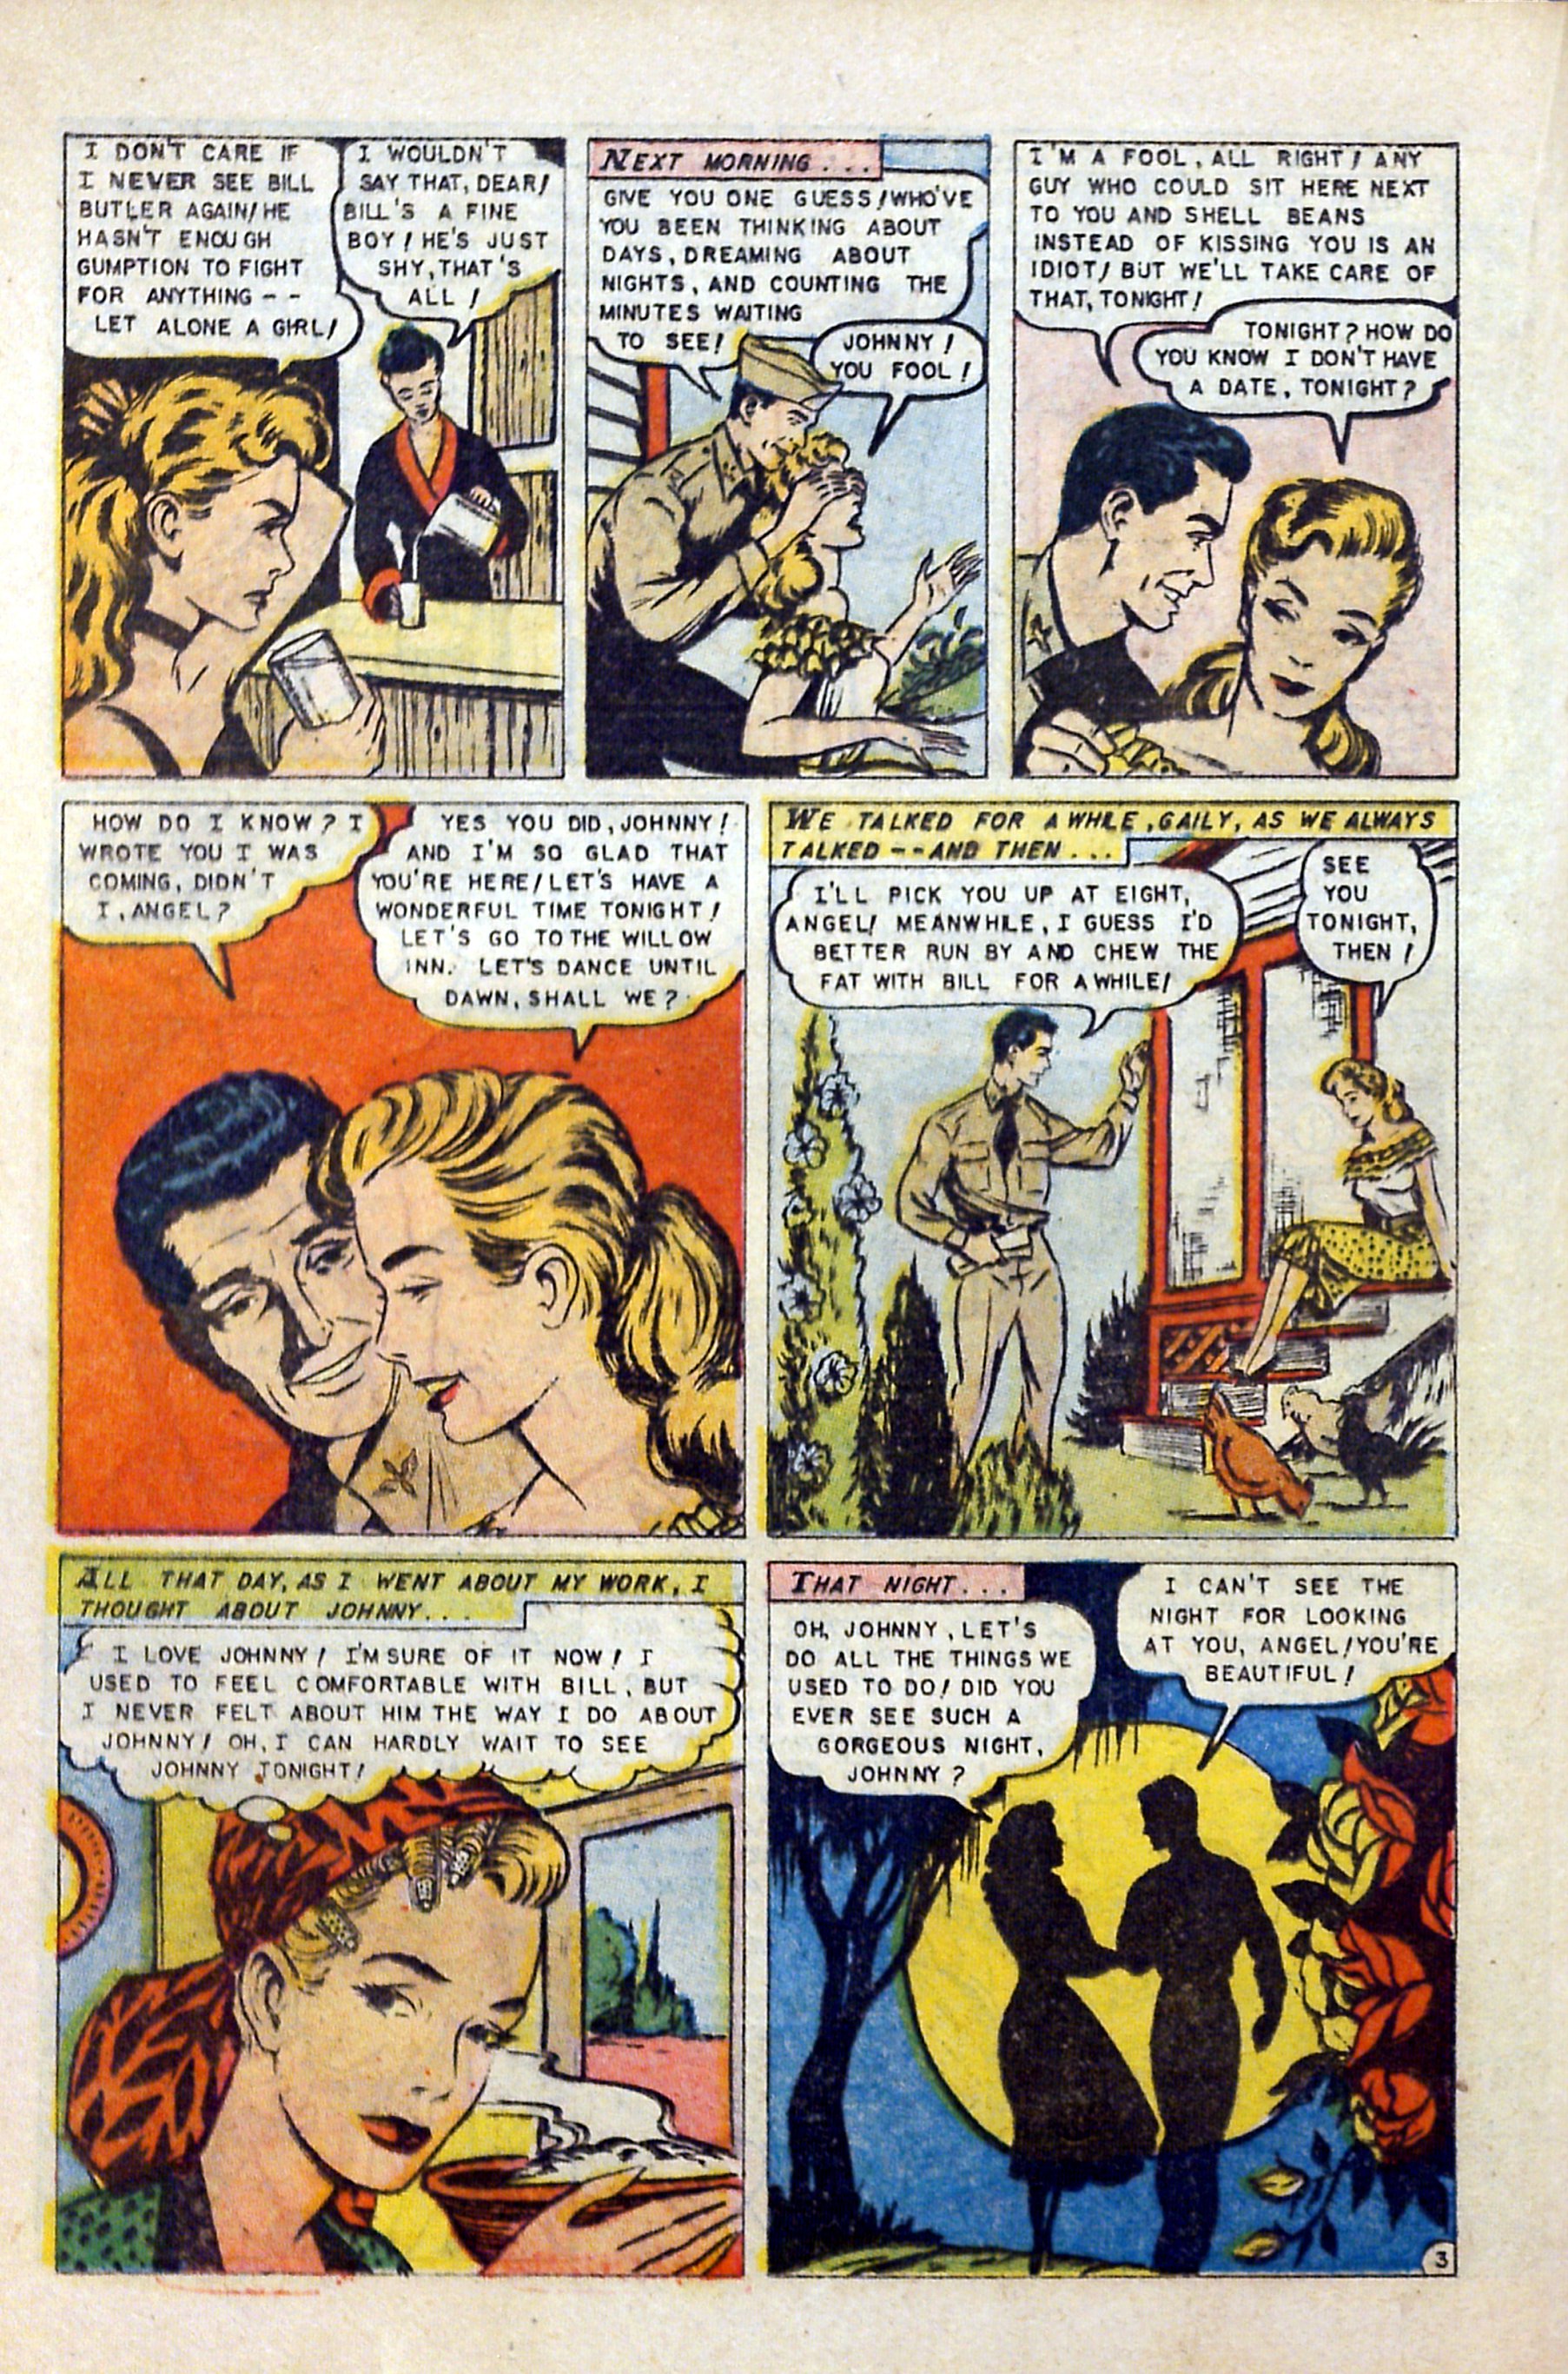 I DON'T CARE IF
I NEVER SEE BILL
BUTLER AGAIN! HE
HASN'T ENOUGH
GUMPTION TO FIGHT
FOR ANYTHING--
LET ALONE A GIRL!
I WOULDN'T
SAY THAT, DEAR!
BILL'S A FINE
BOY! HE'S JUST
SHY, THAT'S
ALL!
NEXT MORNING...
GIVE YOU ONE GUESS! WHO'VE
YOU BEEN THINKING ABOUT
DAYS, DREAMING ABOUT
NIGHTS, AND COUNTING THE
MINUTES WAITING
TO SEE!
JOHNNY!
YOU FOOL!
I'M A FOOL, ALL RIGHT! ANY
GUY WHO COULD SIT HERE NEXT
TO YOU AND SHELL BEANS
INSTEAD OF KISSING YOU IS AN
IDIOT! BUT WE'LL TAKE CARE OF
THAT, TONIGHT!
TONIGHT? HOW DO
YOU KNOW I DON'T HAVE
A DATE, TONIGHT?
HOW DO I KNOW? I
WROTE YOU I WAS
COMING, DIDN'T
I, ANGEL?
YES YOU DID, JOHNNY!
AND I'M SO GLAD THAT
YOU'RE HERE! LET'S HAVE A
WONDERFUL TIME TONIGHT!
LET'S GO TO THE WILLOW
INN. LET'S DANCE UNTIL
DAWN, SHALL WE?
WE TALKED FOR A WHILE, GAILY, AS WE ALWAYS
TALKED--AND THEN...
I'LL PICK YOU UP AT EIGHT,
ANGEL! MEANWHILE, I GUESS I'D
BETTER RUN BY AND CHEW THE
FAT WITH BILL FOR A WHILE!
SEE
YOU
TONIGHT,
THEN!
ALL THAT DAY, AS I WENT ABOUT MY WORK, I
THOUGHT ABOUT JOHNNY...
I LOVE JOHNNY! I'M SURE OF IT NOW! I
USED TO FEEL COMFORTABLE WITH BILL, BUT
I NEVER FELT ABOUT HIM THE WAY I DO ABOUT
JOHNNY! OH, I CAN HARDLY WAIT TO SEE
JOHNNY TONIGHT!
THAT NIGHT...
OH, JOHNNY, LET'S
DO ALL THE THINGS WE
USED TO DO! DID YOU
EVER SEE SUCH A
GORGEOUS NIGHT,
JOHNNY?
I CAN'T SEE THE
NIGHT FOR LOOKING
AT YOU, ANGEL! YOU'RE
BEAUTIFUL!
3